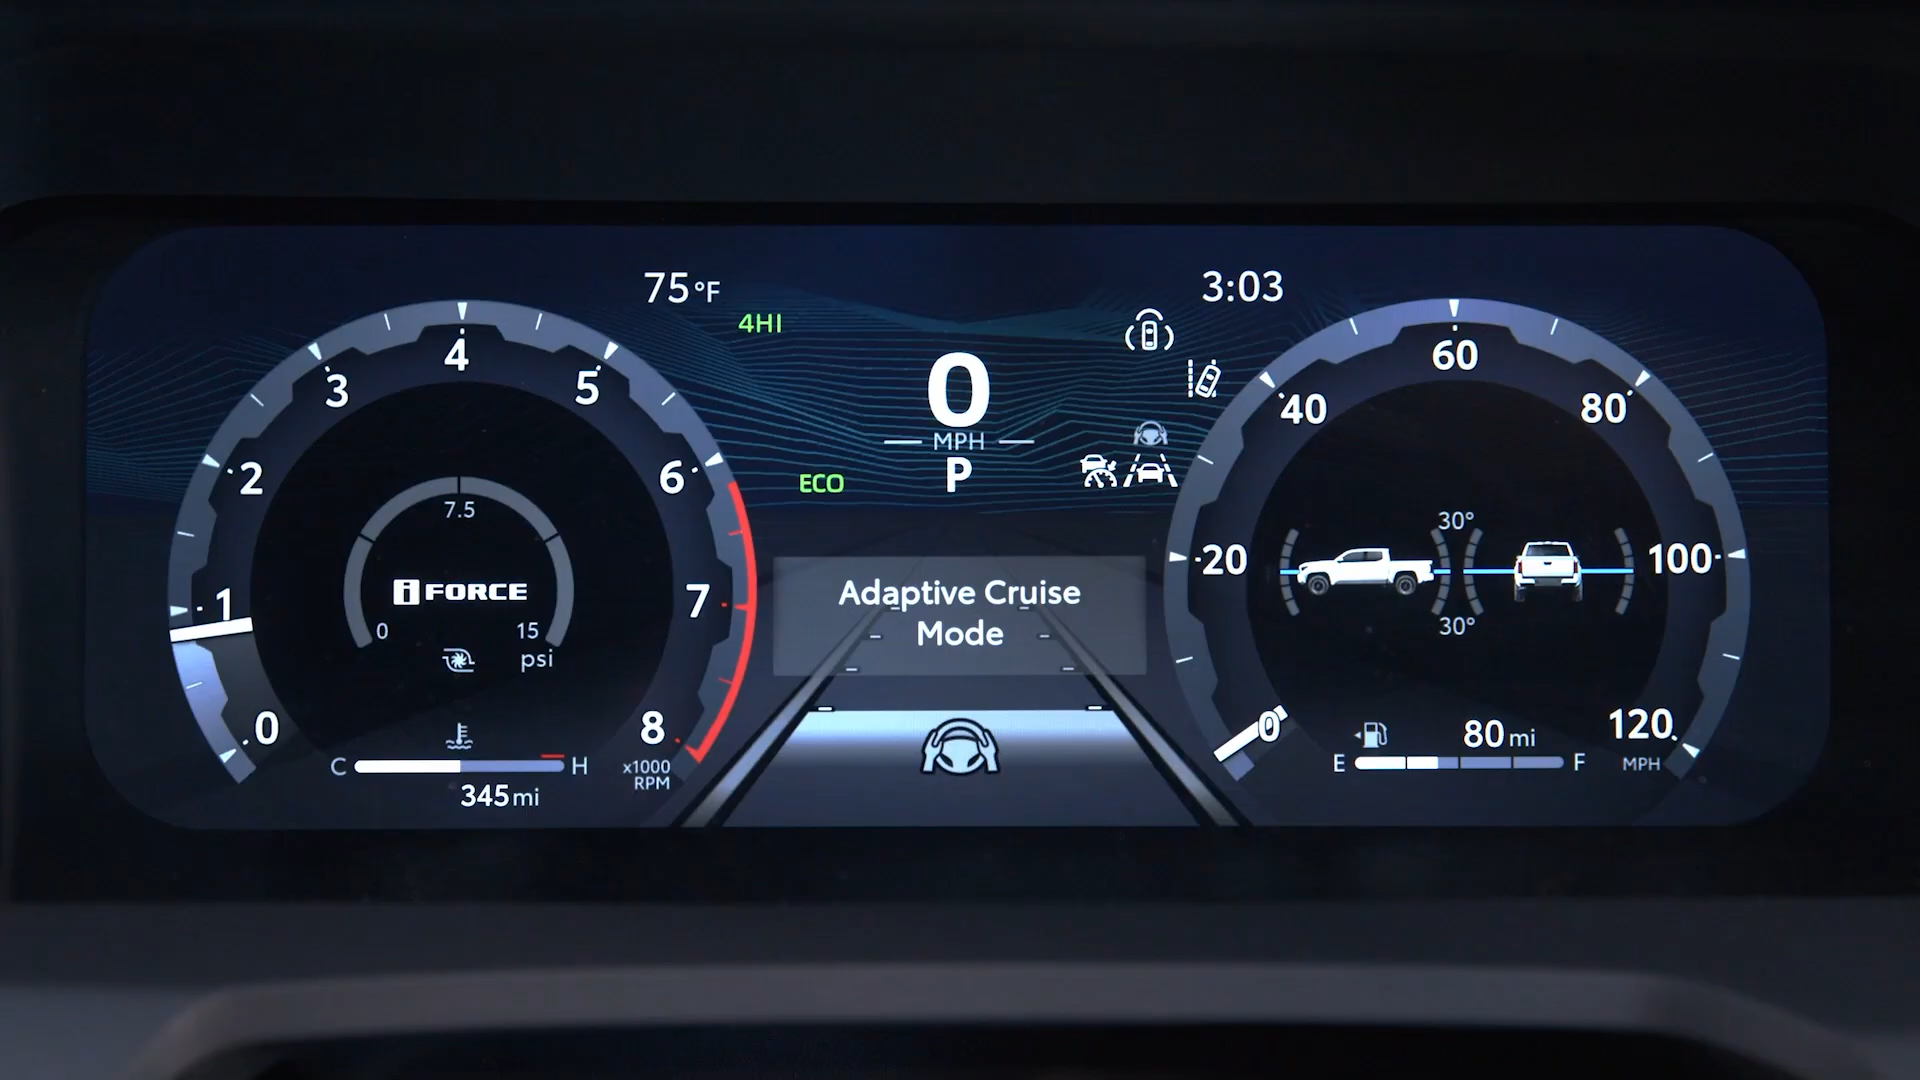 75°F
3:03
4HI
0
MPH
P
ECO
0
1
2
3
4
5
6
7
8
x1000
RPM
7.5
i FORCE
0
15
psi
C
H
345 mi
Adaptive Cruise
Mode
0
20
40
60
80
100
120
MPH
30°
30°
80 mi
E
F